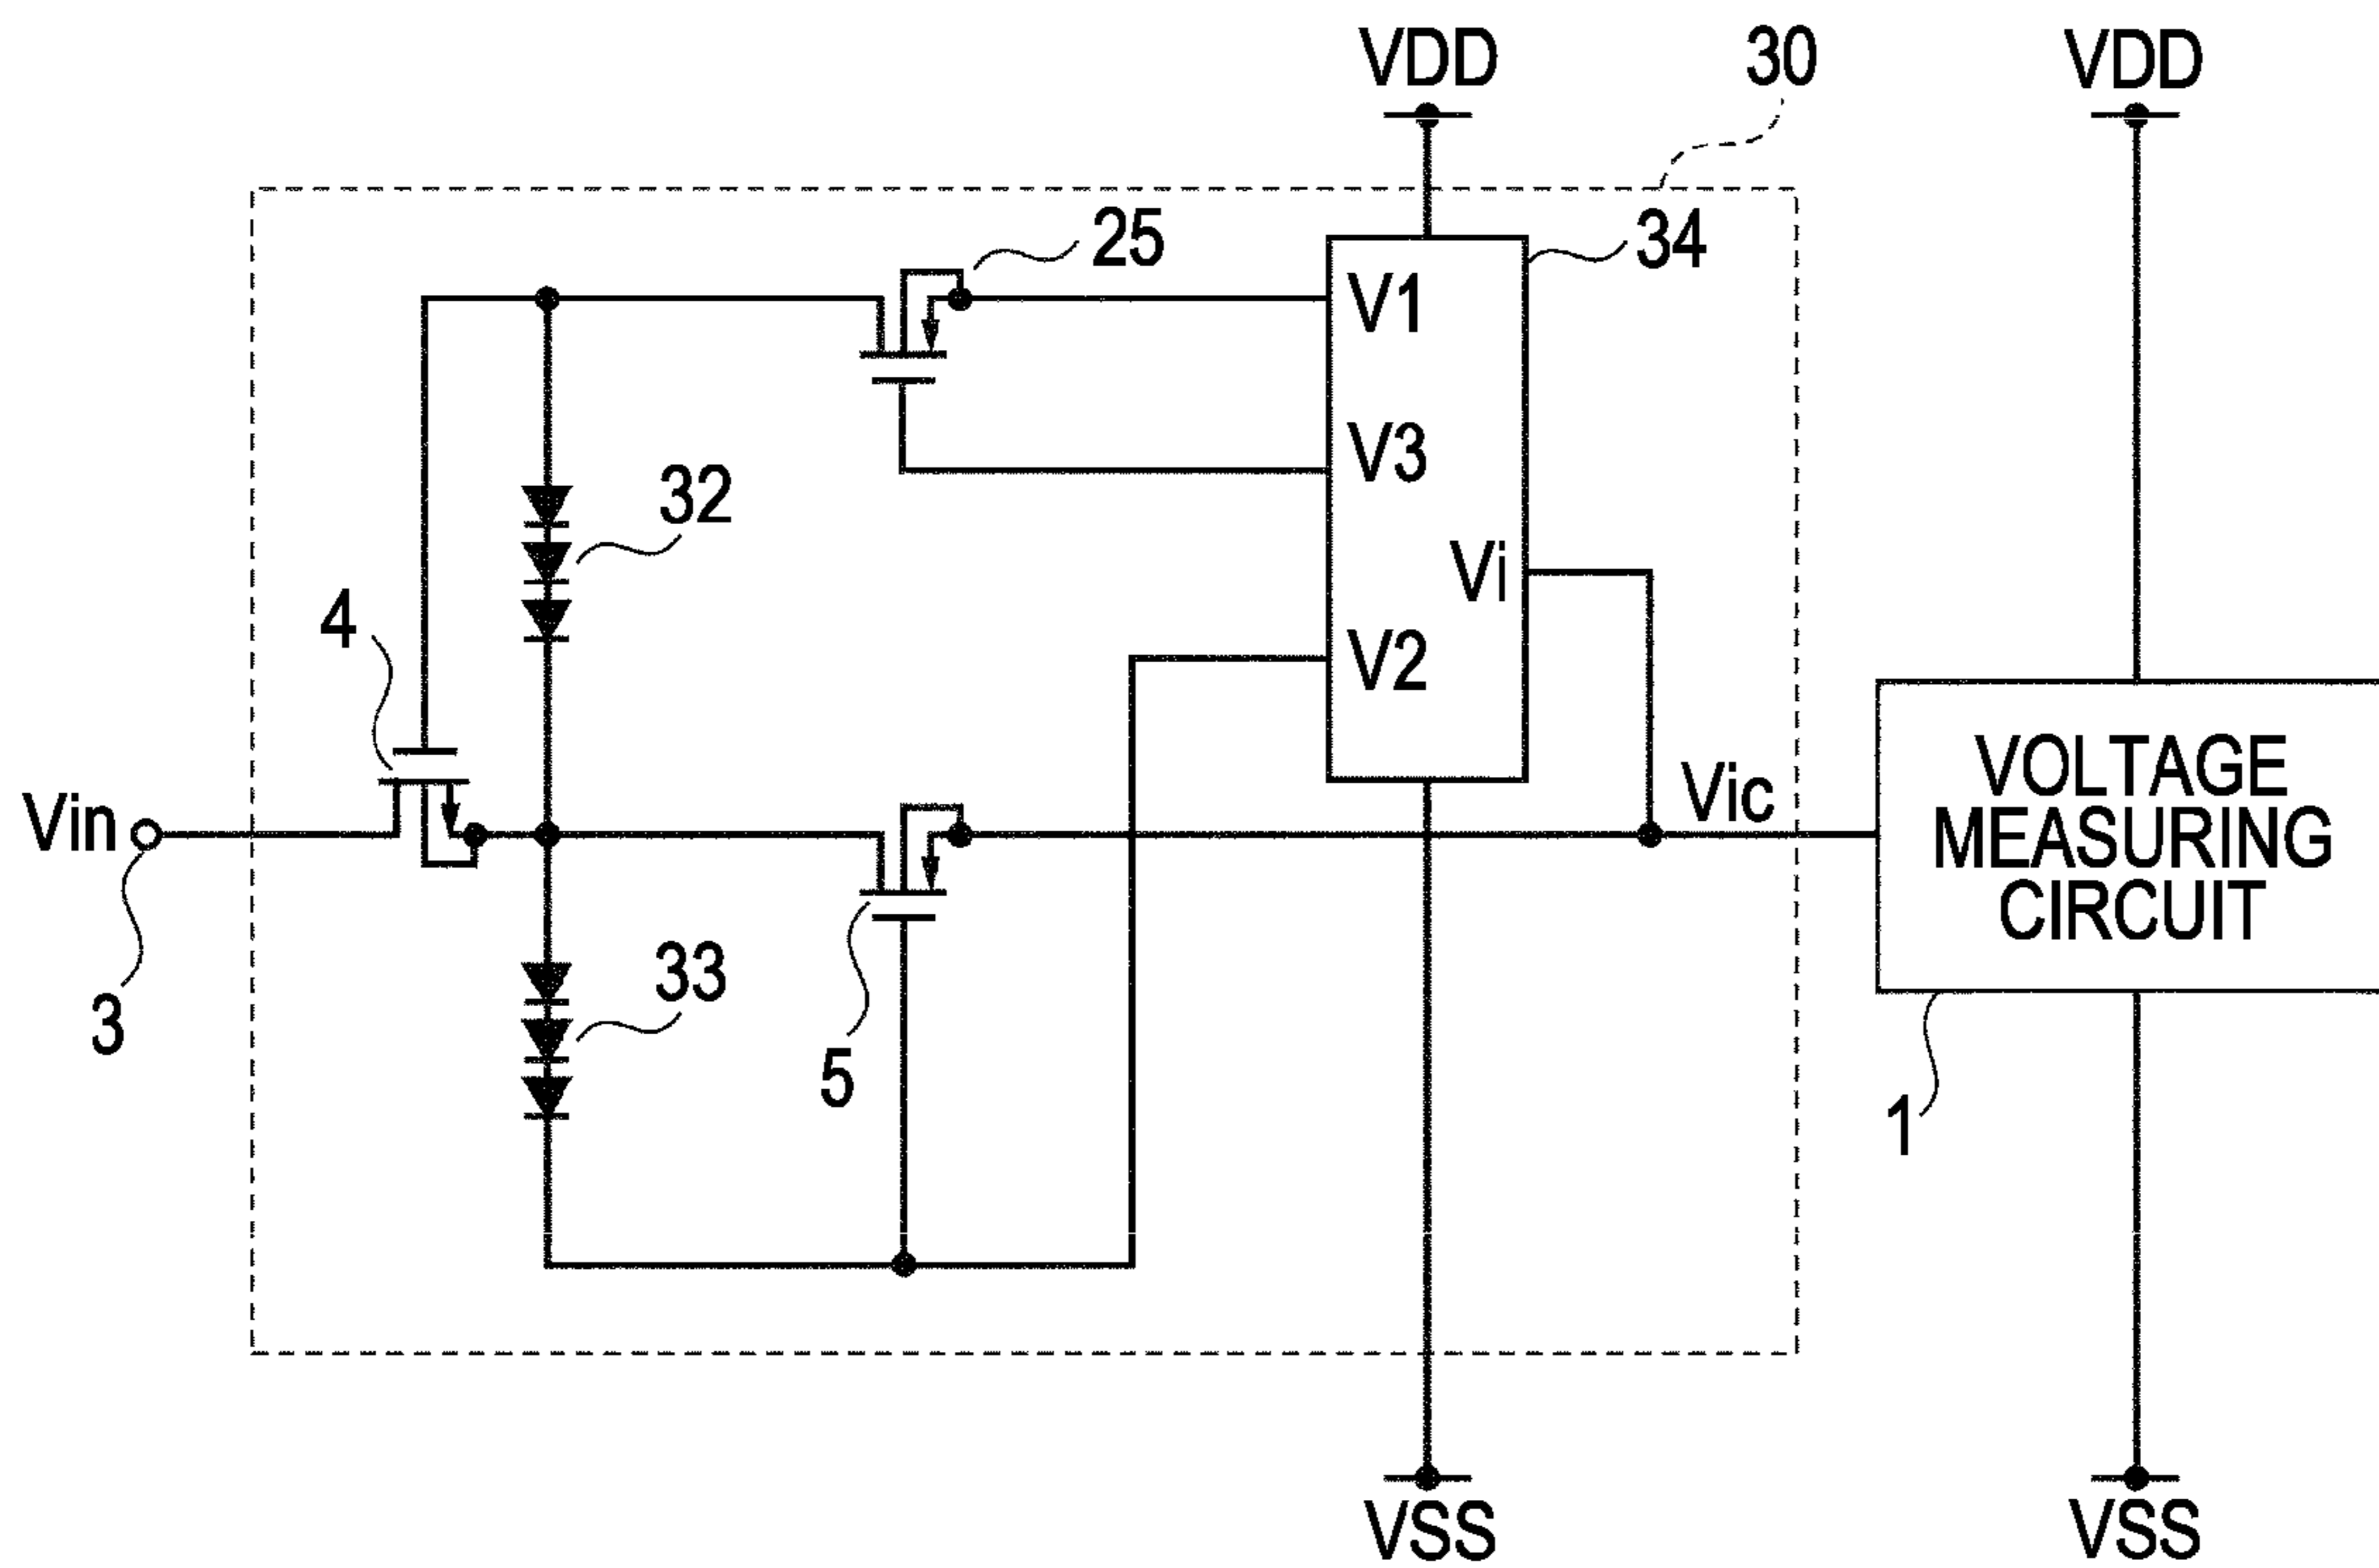 VDD
30
VDD
25
34
V1
V3
32
Vi
4
V2
Vin
Vic
VOLTAGE
MEASURING
CIRCUIT
33
3
5
1
VSS
VSS